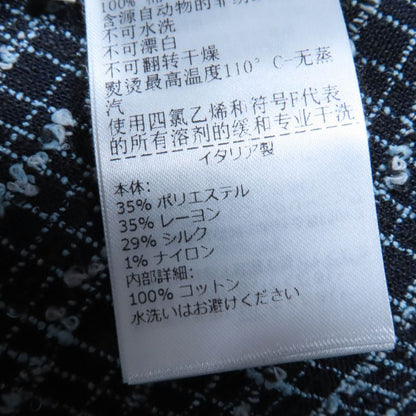 100% 棉
含源自动物的非纺
不可水洗
不可漂白
不可翻转干燥
熨烫最高温度110°C-无蒸
汽
使用四氯乙烯和符号F代表
的所有溶剂的缓和专业干洗
イタリア製
本体:
35% ポリエステル
35% レーヨン
29% シルク
1% ナイロン
内部詳細:
100% コットン
水洗いはお避けください